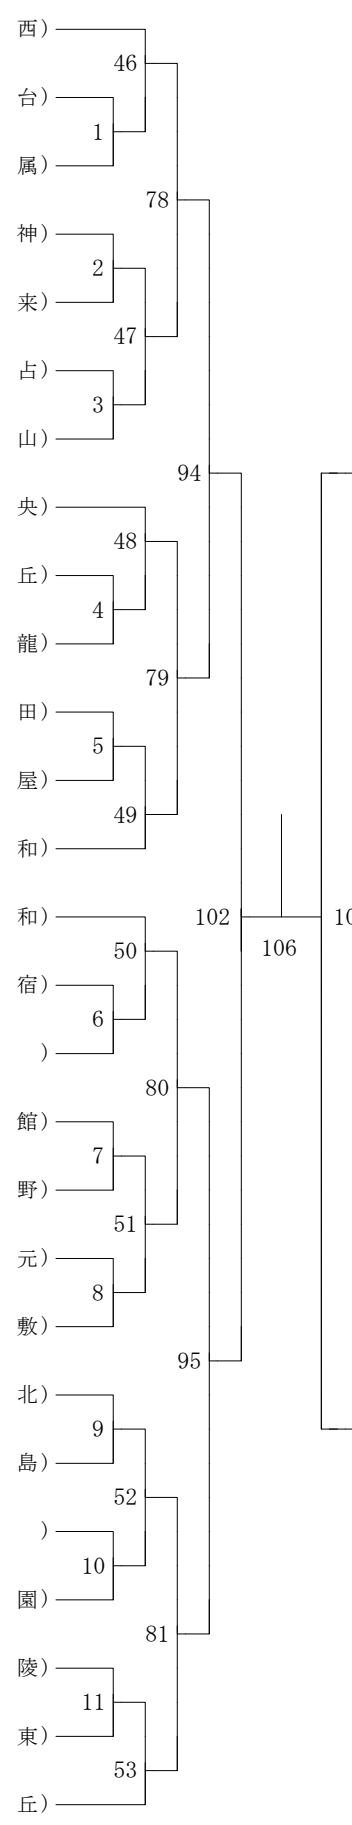 西)
46
台)
1
属)
78
神)
2
来)
47
占)
3
山)
94
央)
48
丘)
4
龍)
79
田)
5
屋)
49
和)
和)
102
10
50
106
宿)
6
)
80
館)
7
野)
51
元)
8
敷)
95
北)
9
島)
52
)
10
園)
81
陵)
11
東)
53
丘)